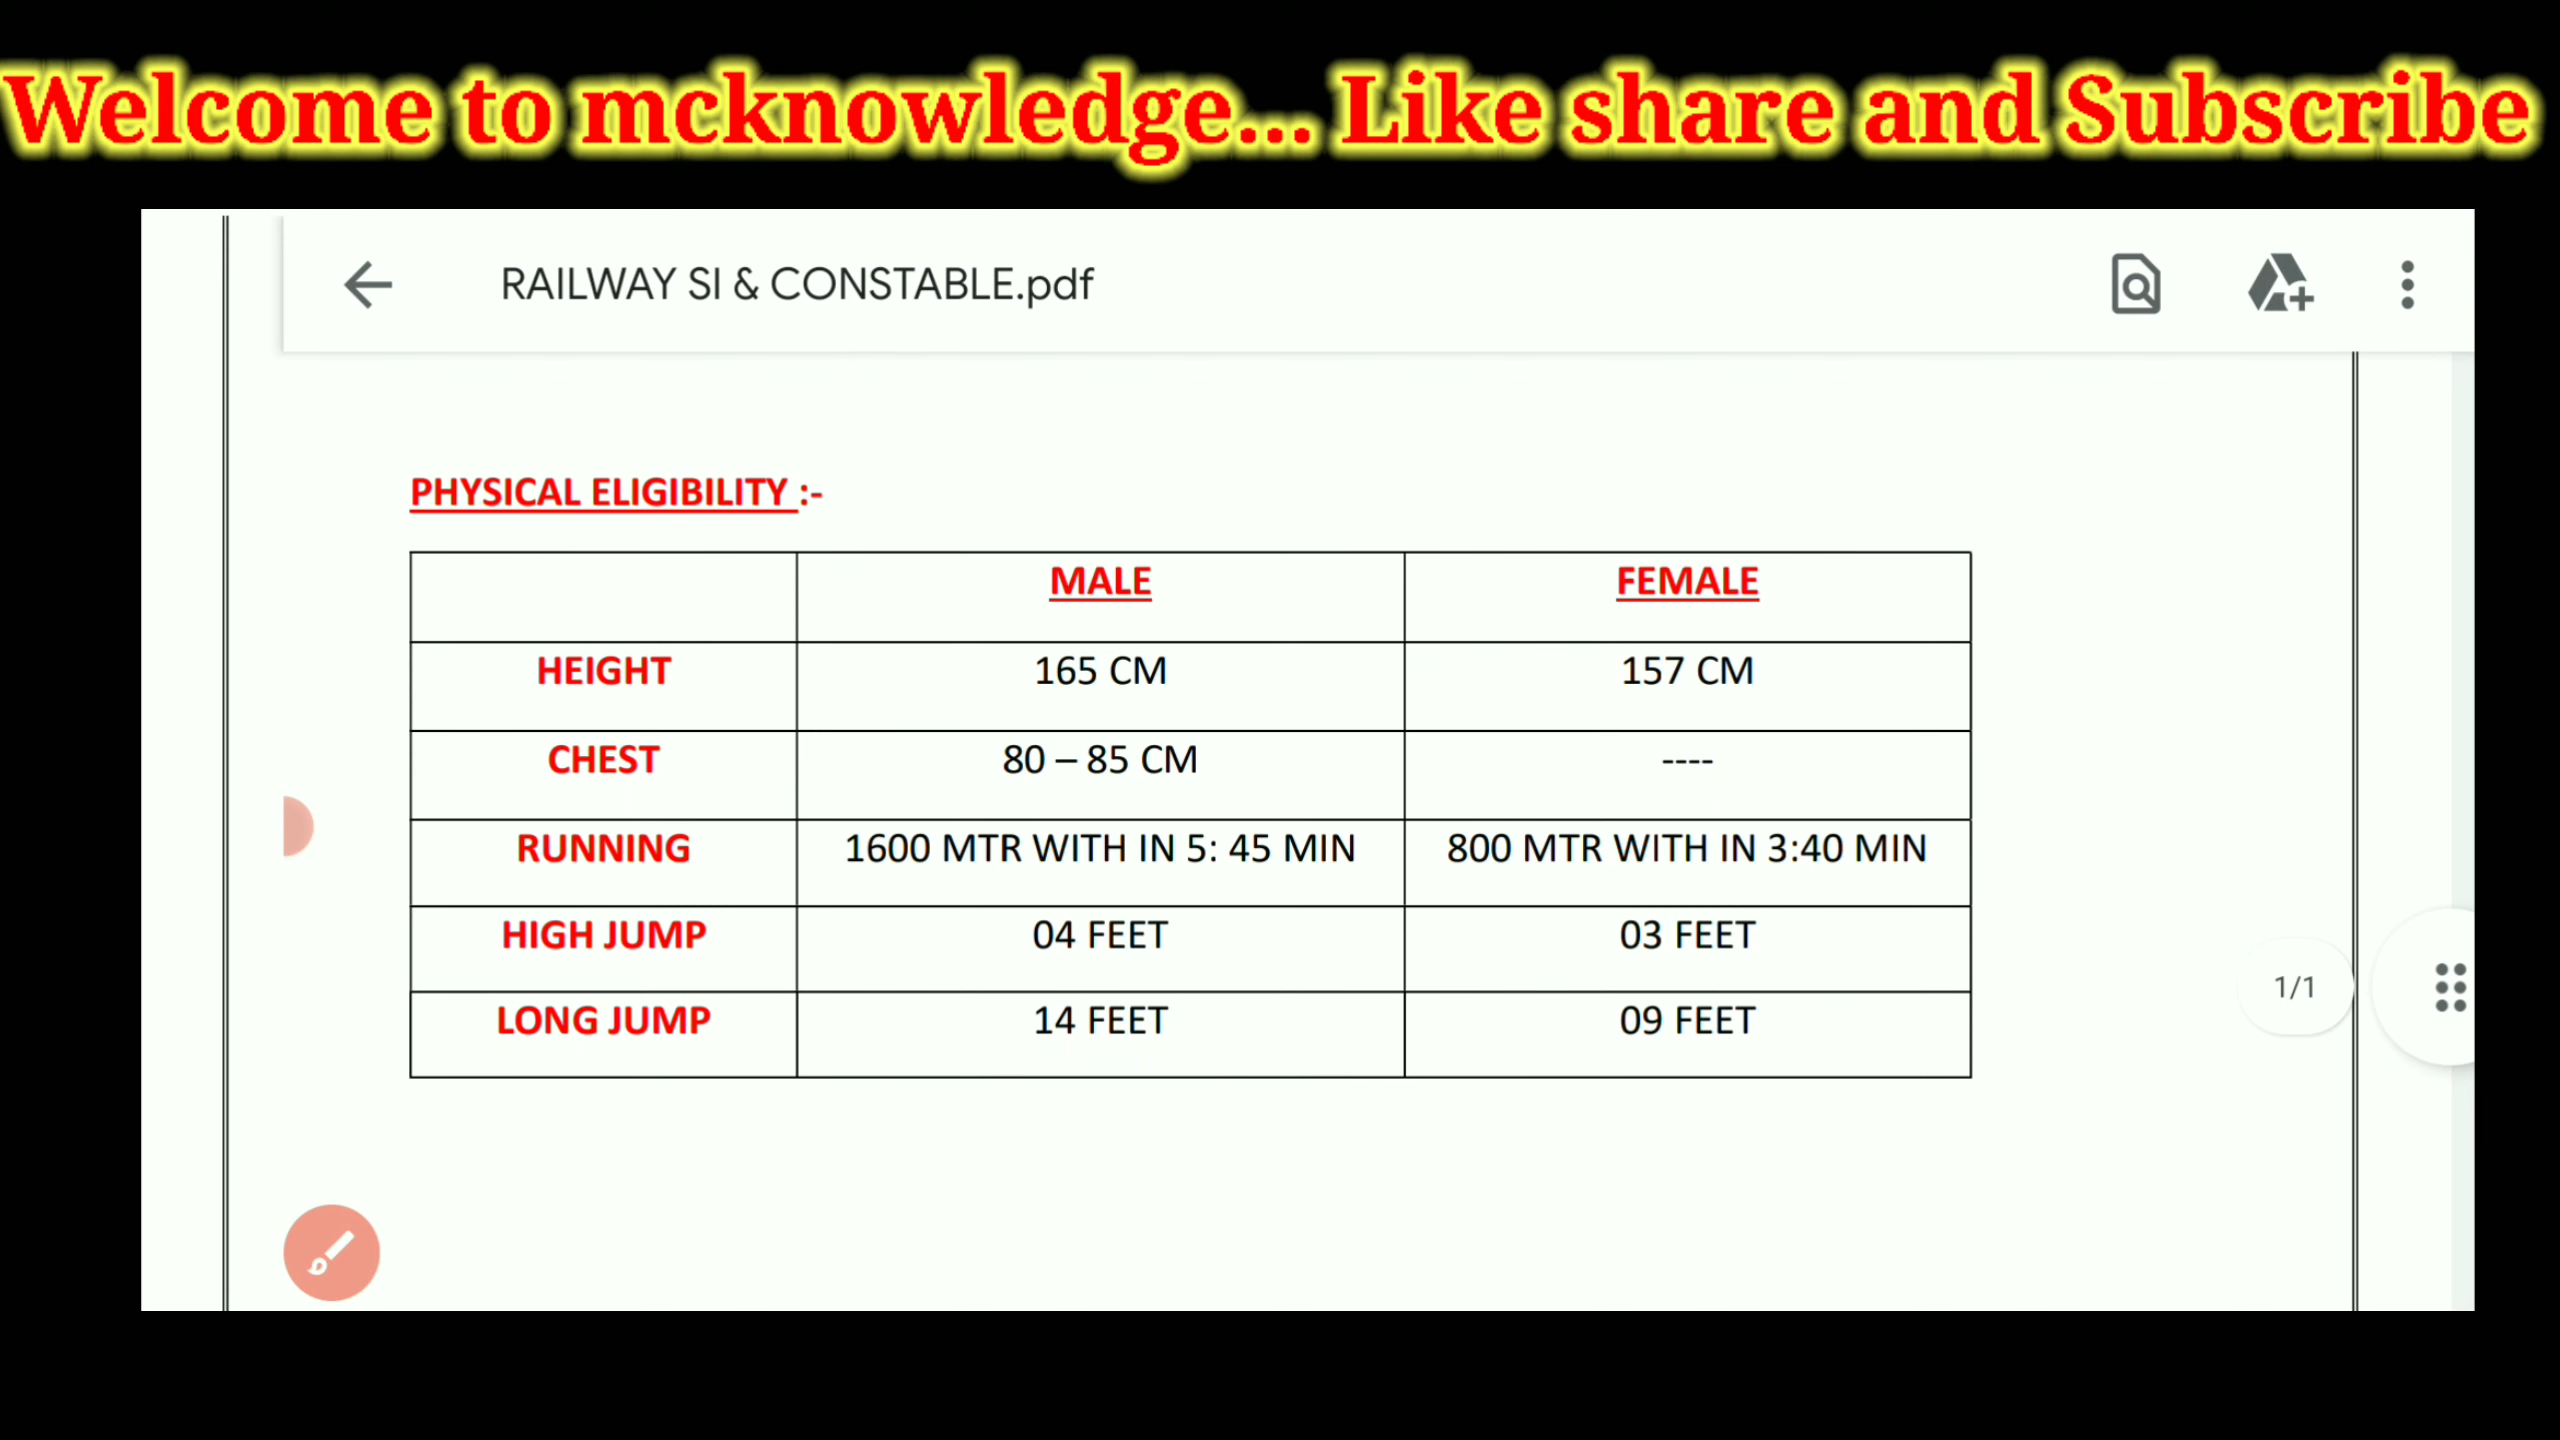 Welcome to mcknowledge... Like share and Subscribe
RAILWAY SI & CONSTABLE.pdf
PHYSICAL ELIGIBILITY :-
MALE FEMALE
HEIGHT 165 CM 157 CM
CHEST 80 – 85 CM ----
RUNNING 1600 MTR WITH IN 5: 45 MIN 800 MTR WITH IN 3:40 MIN
HIGH JUMP 04 FEET 03 FEET
1/1
LONG JUMP 14 FEET 09 FEET